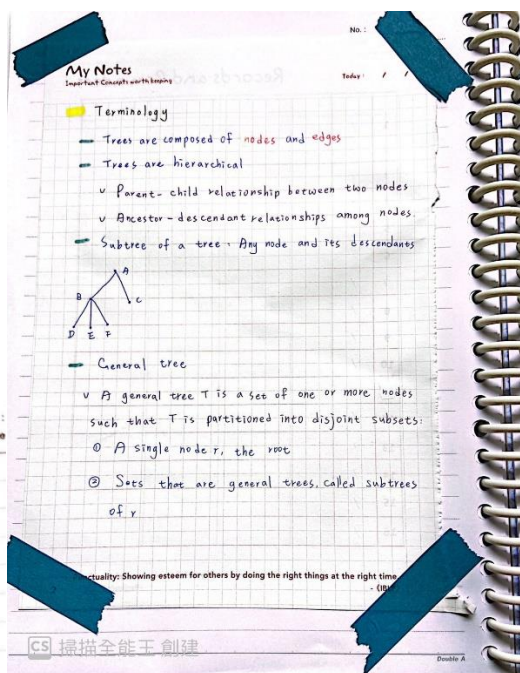 No. :
My Notes
Important Concepts worth keeping
Today : / /
Terminology
Trees are composed of nodes and edges
Trees are hierarchical
v Parent-child relationship between two nodes
v Ancestor-descendant relationships among nodes.
Subtree of a tree. Any node and its descendants
A
B
C
D E F
General tree
v A general tree T is a set of one or more nodes
such that T is partitioned into disjoint subsets:
① A single node r, the root
② Sets that are general trees, called subtrees
of r
Punctuality: Showing esteem for others by doing the right things at the right time.
CS 掃描全能王 創建
Double A